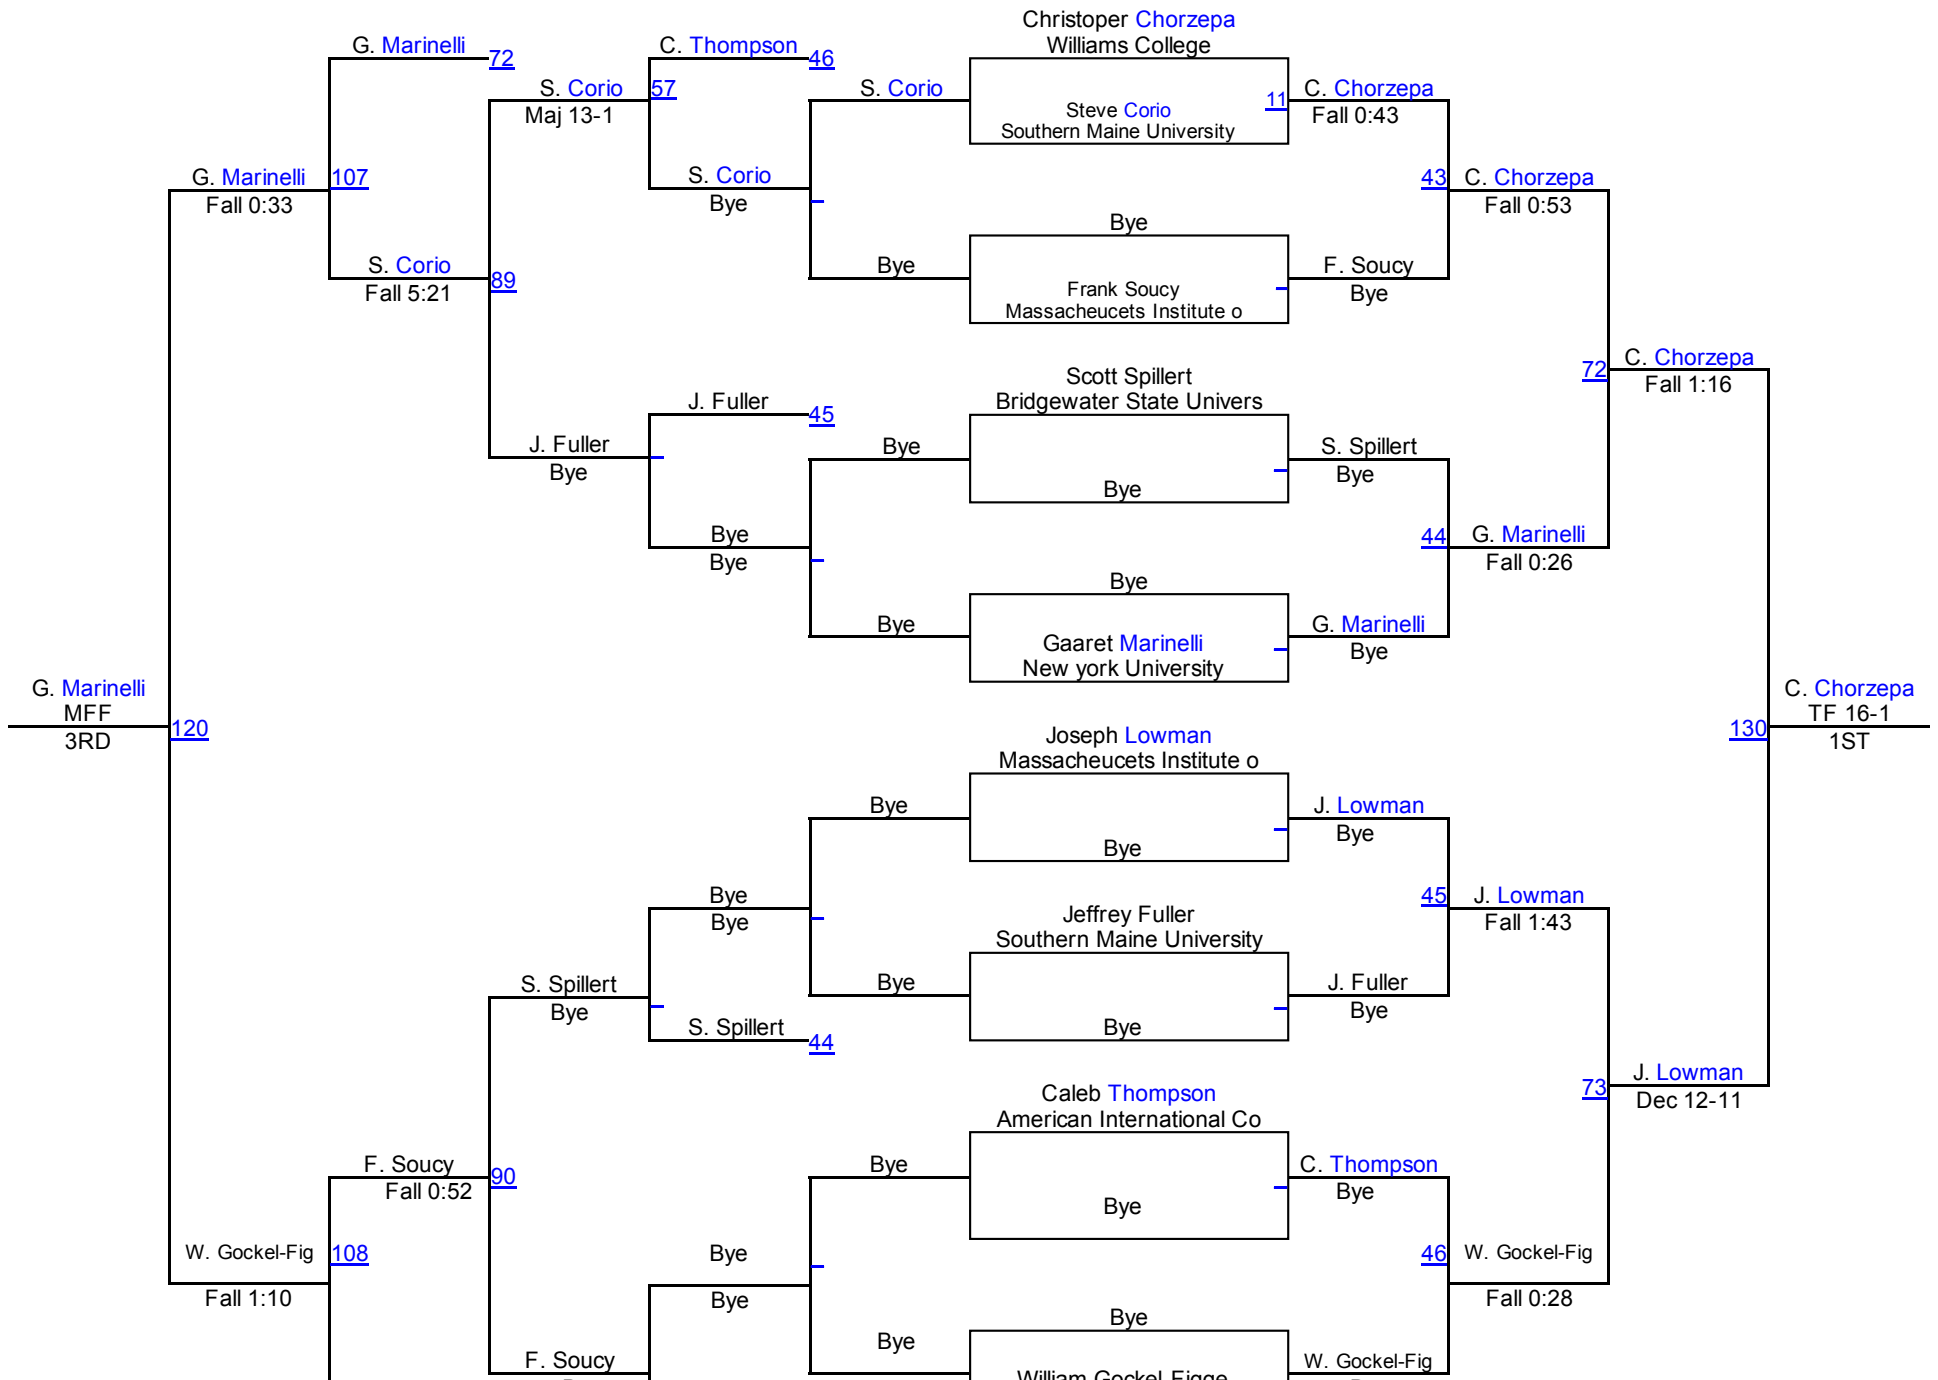 Christoper Chorzepa
Williams College
G. Marinelli
72
C. Thompson
46
S. Corio
Maj 13-1
57
S. Corio
Steve Corio
Southern Maine University
11
C. Chorzepa
Fall 0:43
G. Marinelli
Fall 0:33
107
S. Corio
Bye
43
C. Chorzepa
Fall 0:53
Bye
S. Corio
Fall 5:21
89
Bye
Frank Soucy
Massacheucets Institute o
F. Soucy
Bye
72
C. Chorzepa
Fall 1:16
Scott Spillert
Bridgewater State Univers
J. Fuller
45
J. Fuller
Bye
Bye
Bye
S. Spillert
Bye
Bye
Bye
44
G. Marinelli
Fall 0:26
Bye
Bye
Gaaret Marinelli
New york University
G. Marinelli
Bye
G. Marinelli
MFF
3RD
120
C. Chorzepa
TF 16-1
1ST
130
Joseph Lowman
Massacheucets Institute o
Bye
Bye
J. Lowman
Bye
Bye
Bye
45
J. Lowman
Fall 1:43
Jeffrey Fuller
Southern Maine University
S. Spillert
Bye
Bye
Bye
J. Fuller
Bye
S. Spillert
44
73
J. Lowman
Dec 12-11
Caleb Thompson
American International Co
F. Soucy
Fall 0:52
90
Bye
Bye
C. Thompson
Bye
W. Gockel-Fig
Fall 1:10
108
Bye
Bye
46
W. Gockel-Fig
Fall 0:28
Bye
Bye
F. Soucy
William Gockel-Figge
W. Gockel-Fig